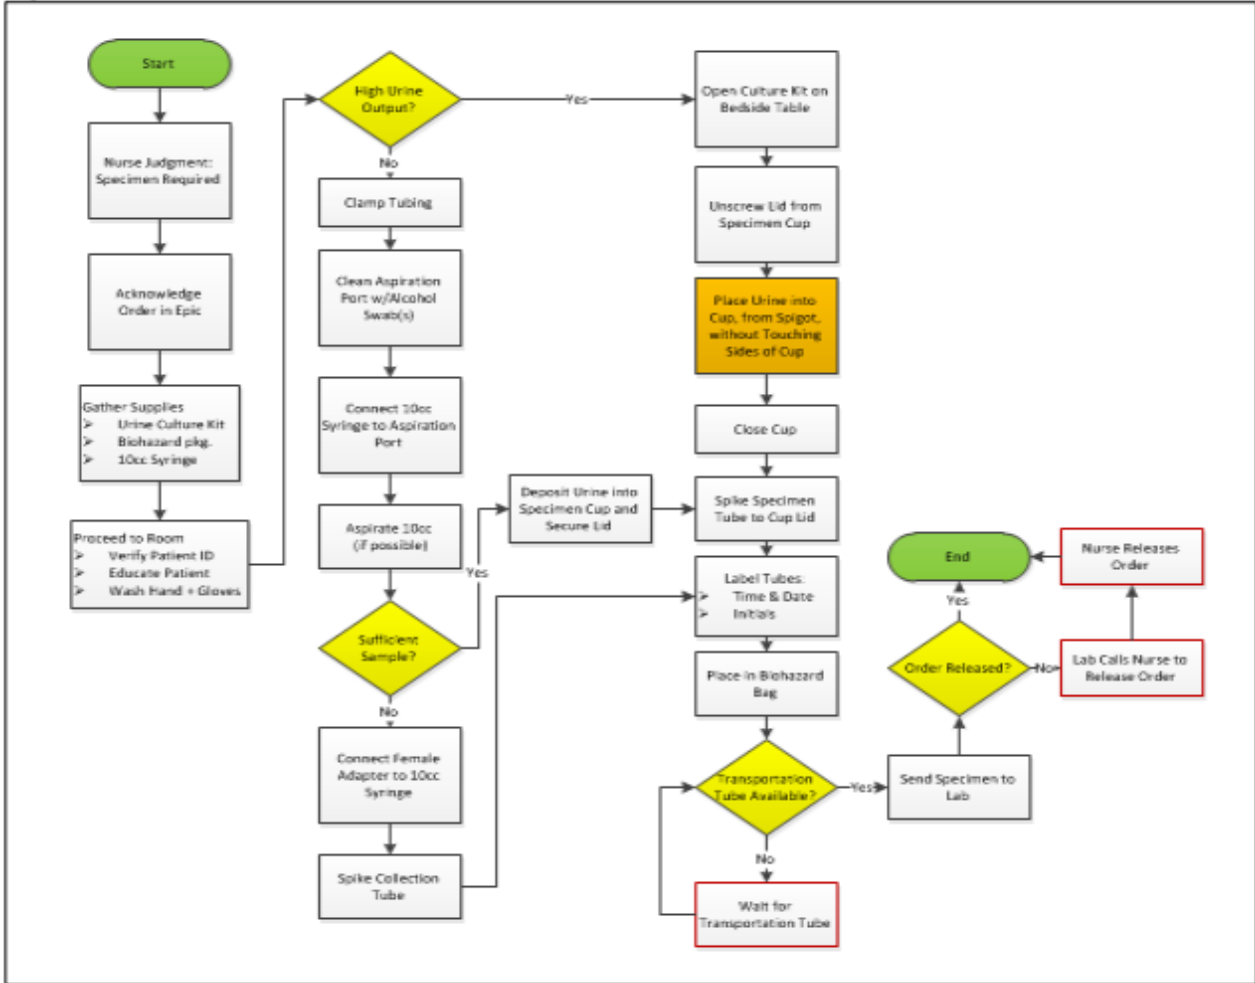 Start
Nurse Judgment:
Specimen Required
Acknowledge
Order in Epic
Gather Supplies
➢ Urine Culture Kit
➢ Biohazard pkg.
➢ 10cc Syringe
Proceed to Room
➢ Verify Patient ID
➢ Educate Patient
➢ Wash Hand + Gloves
High Urine
Output?
Yes
No
Clamp Tubing
Clean Aspiration
Port w/Alcohol
Swab(s)
Connect 10cc
Syringe to Aspiration
Port
Aspirate 10cc
(if possible)
Sufficient
Sample?
Yes
No
Connect Female
Adapter to 10cc
Syringe
Spike Collection
Tube
Deposit Urine into
Specimen Cup and
Secure Lid
Open Culture Kit on
Bedside Table
Unscrew Lid from
Specimen Cup
Place Urine into
Cup, from Spigot,
without Touching
Sides of Cup
Close Cup
Spike Specimen
Tube to Cup Lid
Label Tubes:
➢ Time & Date
➢ Initials
Place in Biohazard
Bag
Transportation
Tube Available?
Yes
No
Wait for
Transportation Tube
Send Specimen to
Lab
Order Released?
Yes
No
Lab Calls Nurse to
Release Order
Nurse Releases
Order
End